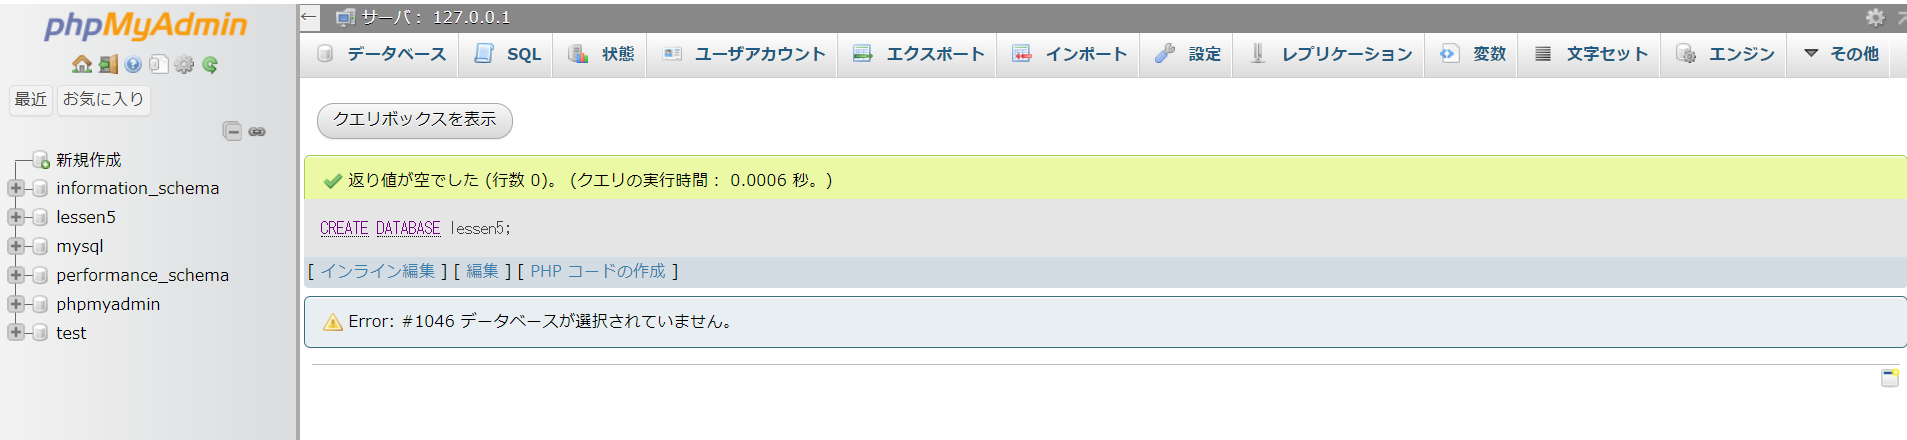 phpMyAdmin
最近 お気に入り
新規作成
information_schema
lessen5
mysql
performance_schema
phpmyadmin
test
← サーバ: 127.0.0.1
データベース SQL 状態 ユーザアカウント エクスポート インポート 設定 レプリケーション 変数 文字セット エンジン その他
クエリボックスを表示
返り値が空でした (行数 0)。 (クエリの実行時間: 0.0006 秒。)
CREATE DATABASE lessen5;
[ インライン編集 ] [ 編集 ] [ PHP コードの作成 ]
Error: #1046 データベースが選択されていません。